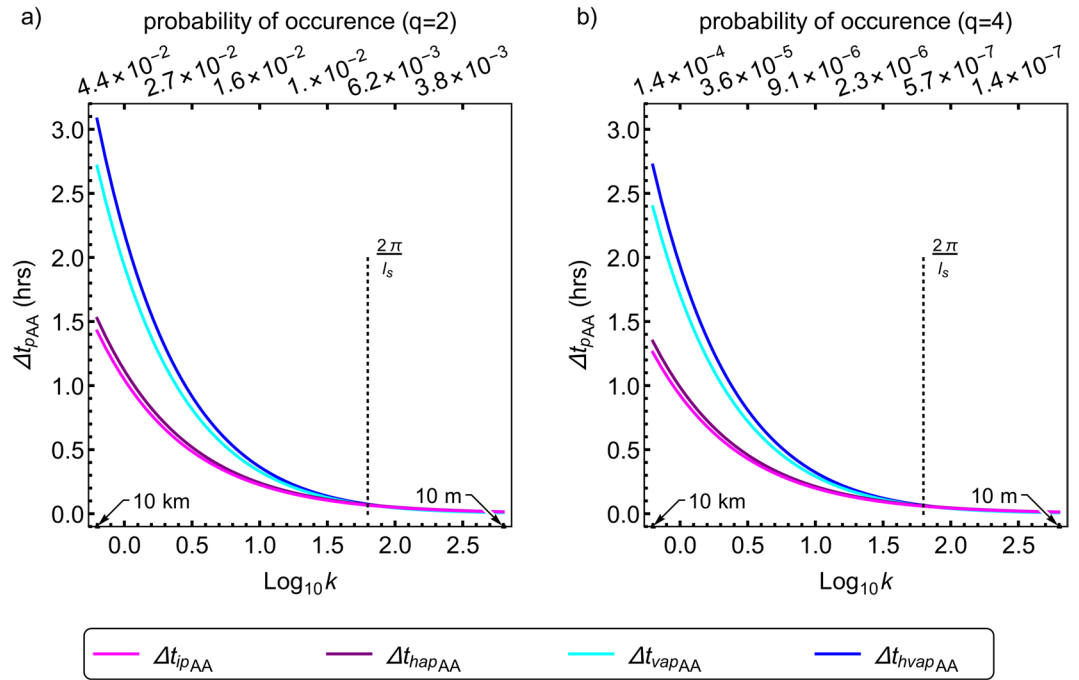 a) probability of occurence (q=2)
4.4×10⁻² 2.7×10⁻² 1.6×10⁻² 1.×10⁻² 6.2×10⁻³ 3.8×10⁻³
3.0
2.5
2.0
1.5
1.0
0.5
0.0
Δt_pAA (hrs)
2 π
l_s
10 km
10 m
0.0 0.5 1.0 1.5 2.0 2.5
Log₁₀k
b) probability of occurence (q=4)
1.4×10⁻⁴ 3.6×10⁻⁵ 9.1×10⁻⁶ 2.3×10⁻⁶ 5.7×10⁻⁷ 1.4×10⁻⁷
3.0
2.5
2.0
1.5
1.0
0.5
0.0
Δt_pAA (hrs)
2 π
l_s
10 km
10 m
0.0 0.5 1.0 1.5 2.0 2.5
Log₁₀k
Δt_ipAA Δt_hapAA Δt_vapAA Δt_hvapAA